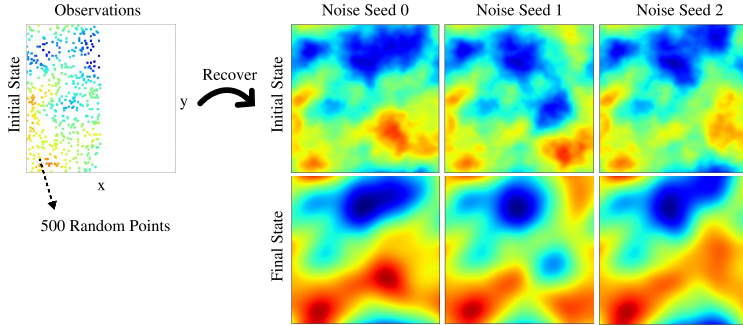 Observations
Noise Seed 0
Noise Seed 1
Noise Seed 2
Initial State
y
x
Recover
Initial State
500 Random Points
Final State